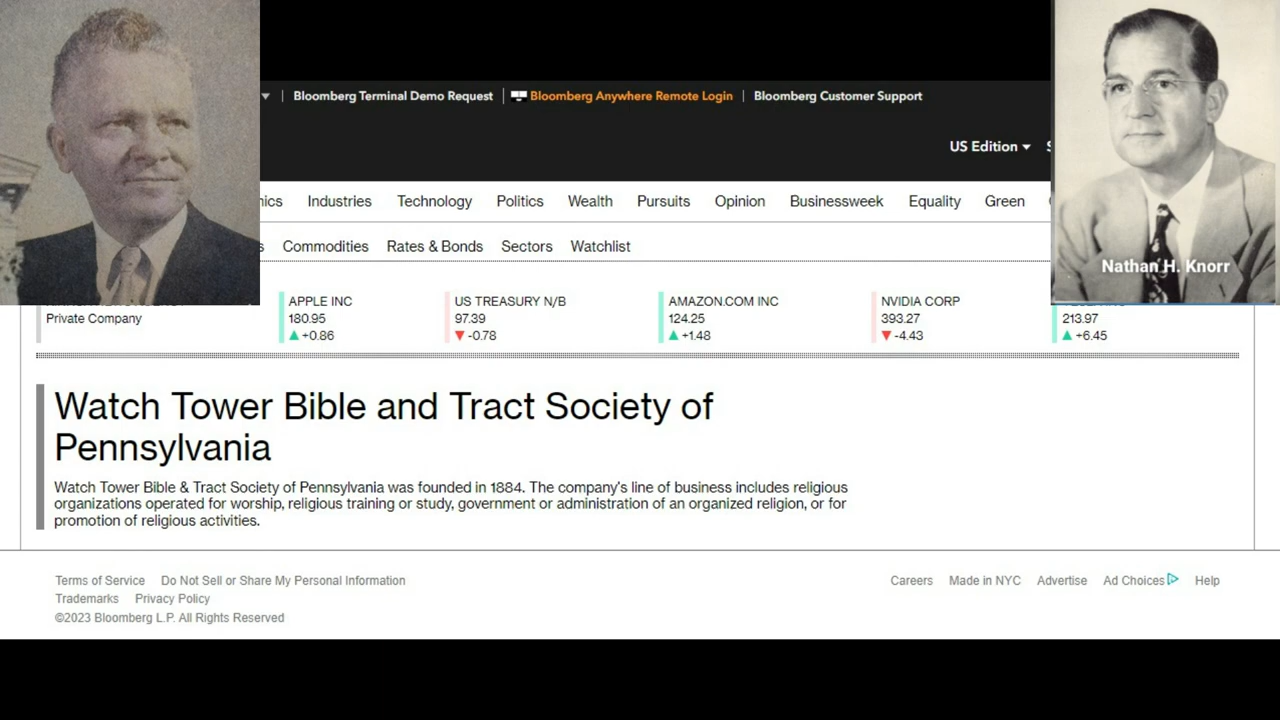 Bloomberg Terminal Demo Request
Bloomberg Anywhere Remote Login
Bloomberg Customer Support
US Edition
Nathan H. Knorr
Industries Technology Politics Wealth Pursuits Opinion Businessweek Equality Green
Commodities Rates & Bonds Sectors Watchlist
APPLE INC US TREASURY N/B AMAZON.COM INC NVIDIA CORP
Private Company 180.95 97.39 124.25 393.27 213.97
+0.86 -0.78 +1.48 -4.43 +6.45
Watch Tower Bible and Tract Society of
Pennsylvania
Watch Tower Bible & Tract Society of Pennsylvania was founded in 1884. The company's line of business includes religious
organizations operated for worship, religious training or study, government or administration of an organized religion, or for
promotion of religious activities.
Terms of Service Do Not Sell or Share My Personal Information
Careers Made in NYC Advertise Ad Choices Help
Trademarks Privacy Policy
©2023 Bloomberg L.P. All Rights Reserved